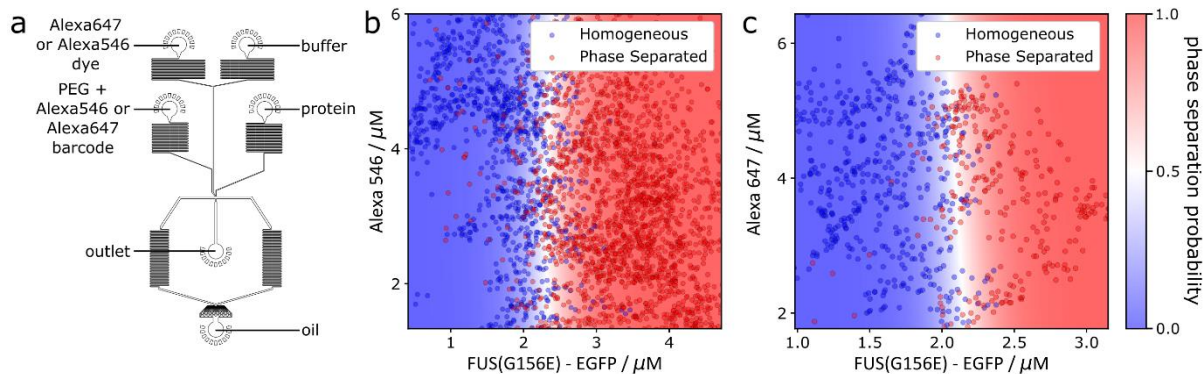 a
Alexa647
or Alexa546
dye
buffer
PEG +
Alexa546 or
Alexa647
barcode
protein
outlet
oil
b
Homogeneous
Phase Separated
6
4
2
Alexa 546 / μM
1
2
3
4
FUS(G156E) - EGFP / μM
c
Homogeneous
Phase Separated
6
5
4
3
2
Alexa 647 / μM
1.0
1.5
2.0
2.5
3.0
FUS(G156E) - EGFP / μM
1.0
0.5
0.0
phase separation probability